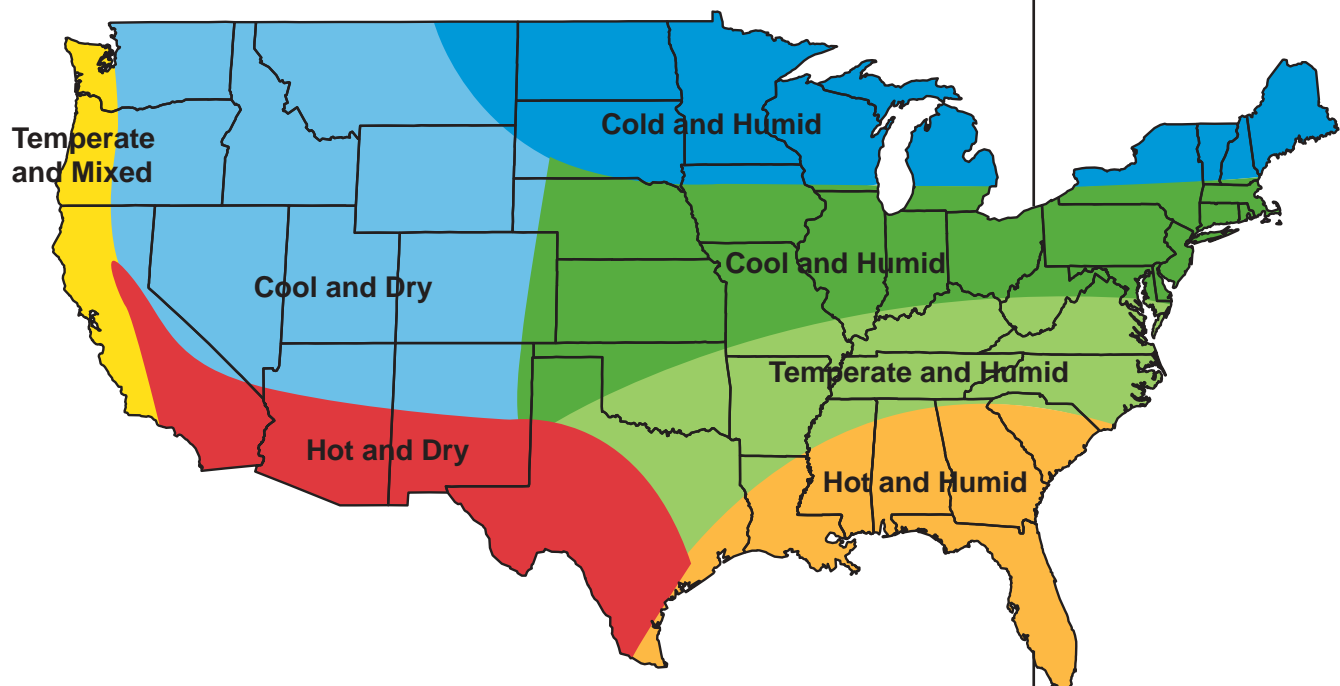 Cold and Humid
Temperate
and Mixed
Cool and Humid
Cool and Dry
Temperate and Humid
Hot and Dry
Hot and Humid